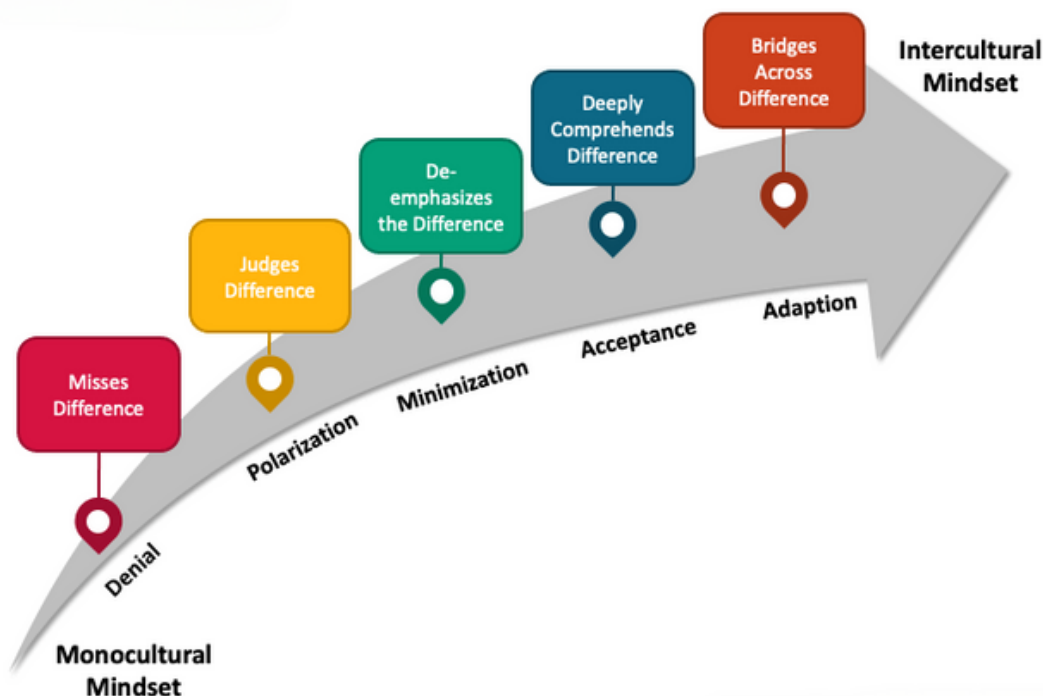 Intercultural
Mindset
Bridges
Across
Difference
Deeply
Comprehends
Difference
De-
emphasizes
the Difference
Judges
Difference
Misses
Difference
Denial
Polarization
Minimization
Acceptance
Adaption
Monocultural
Mindset